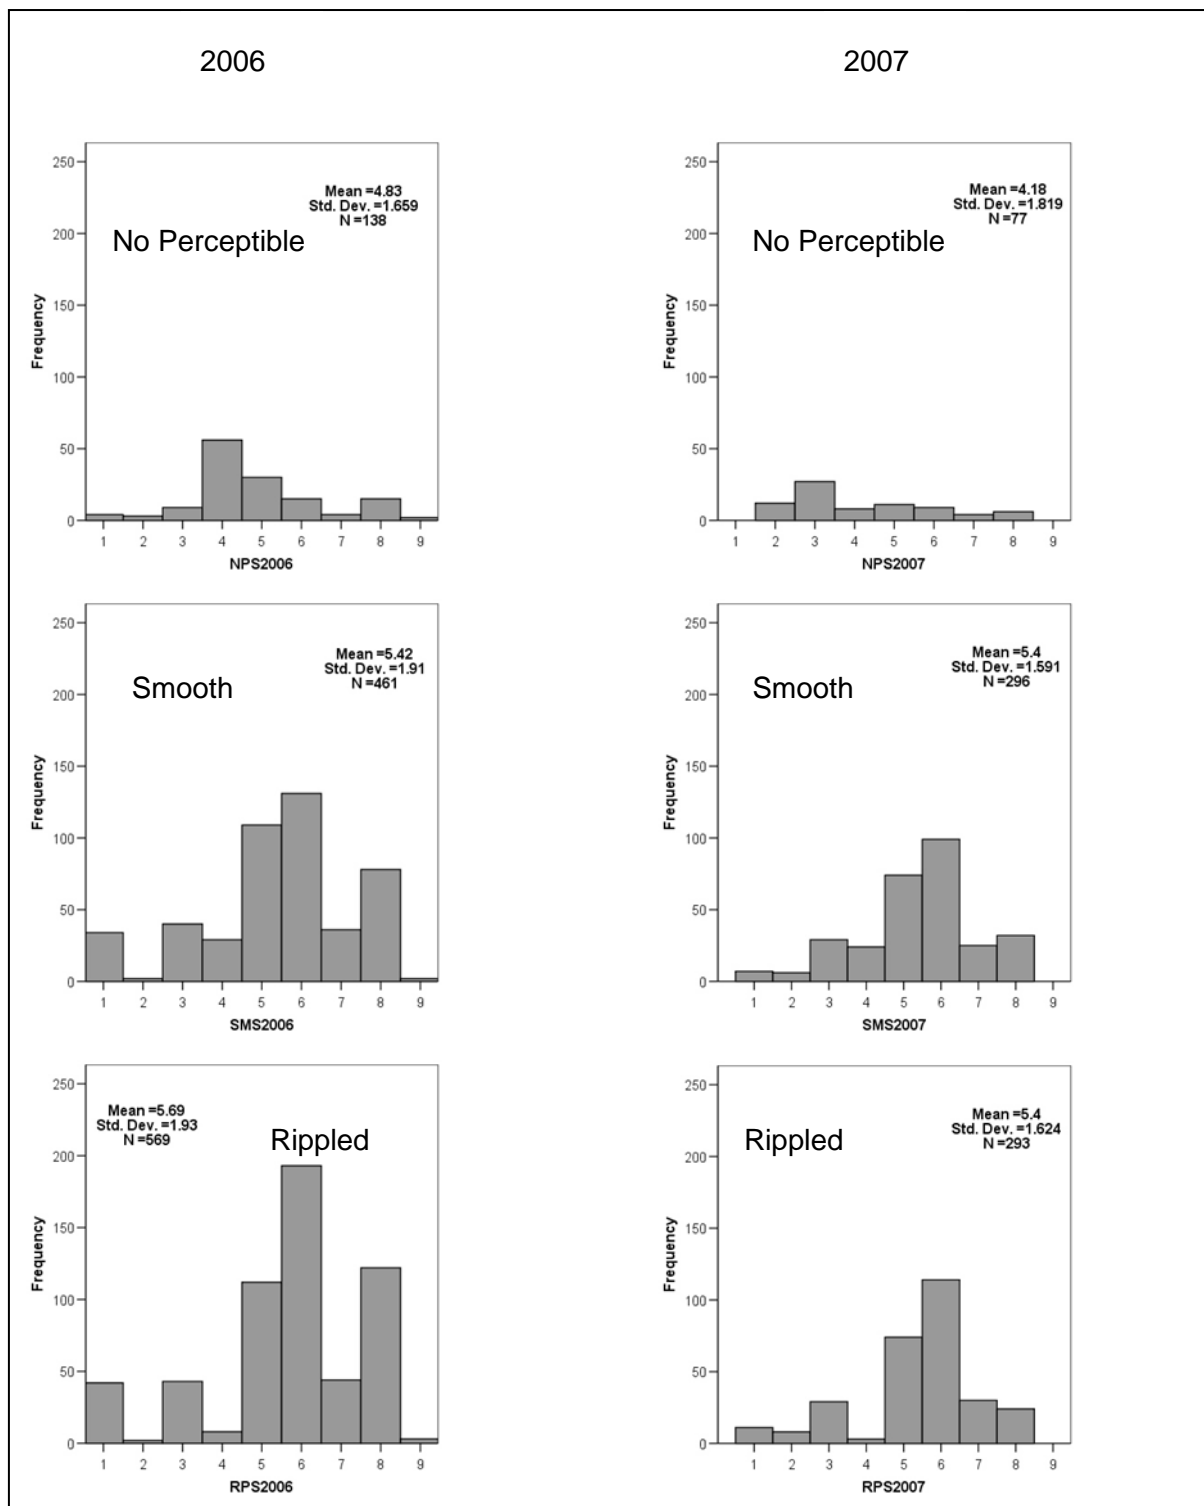 2006
2007
250
200
150
100
50
0
Frequency
Mean =4.83
Std. Dev. =1.659
N =138
No Perceptible
1 2 3 4 5 6 7 8 9
NPS2006
250
200
150
100
50
0
Frequency
Mean =4.18
Std. Dev. =1.819
N =77
No Perceptible
1 2 3 4 5 6 7 8 9
NPS2007
250
200
150
100
50
0
Frequency
Mean =5.42
Std. Dev. =1.91
N =461
Smooth
1 2 3 4 5 6 7 8 9
SMS2006
250
200
150
100
50
0
Frequency
Mean =5.4
Std. Dev. =1.591
N =296
Smooth
1 2 3 4 5 6 7 8 9
SMS2007
250
200
150
100
50
0
Frequency
Mean =5.69
Std. Dev. =1.93
N =569
Rippled
1 2 3 4 5 6 7 8 9
RPS2006
250
200
150
100
50
0
Frequency
Mean =5.4
Std. Dev. =1.624
N =293
Rippled
1 2 3 4 5 6 7 8 9
RPS2007